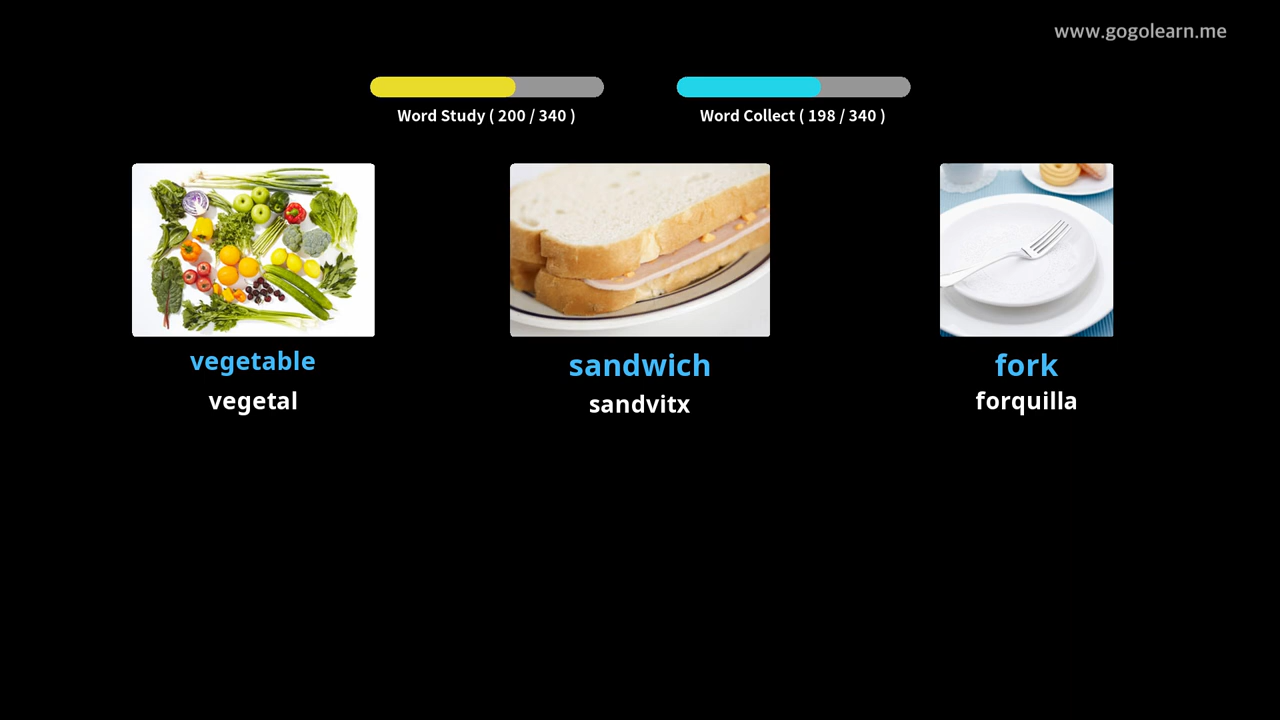 www.gogolearn.me
Word Study ( 200 / 340 )
Word Collect ( 198 / 340 )
vegetable
vegetal
sandwich
sandvitx
fork
forquilla